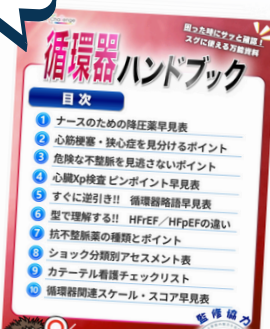 困った時にサッと確認!
スグに使える万能資料
循環器ハンドブック
目次
1 ナースのための降圧薬早見表
2 心筋梗塞・狭心症を見分けるポイント
3 危険な不整脈を見逃さないポイント
4 心臓Xp検査 ピンポイント早見表
5 すぐに逆引き!! 循環器略語早見表
6 型で理解する!! HFrEF/HFpEFの違い
7 抗不整脈薬の種類とポイント
8 ショック分類別アセスメント表
9 カテーテル看護チェックリスト
10 循環器関連スケール・スコア早見表
監修協力